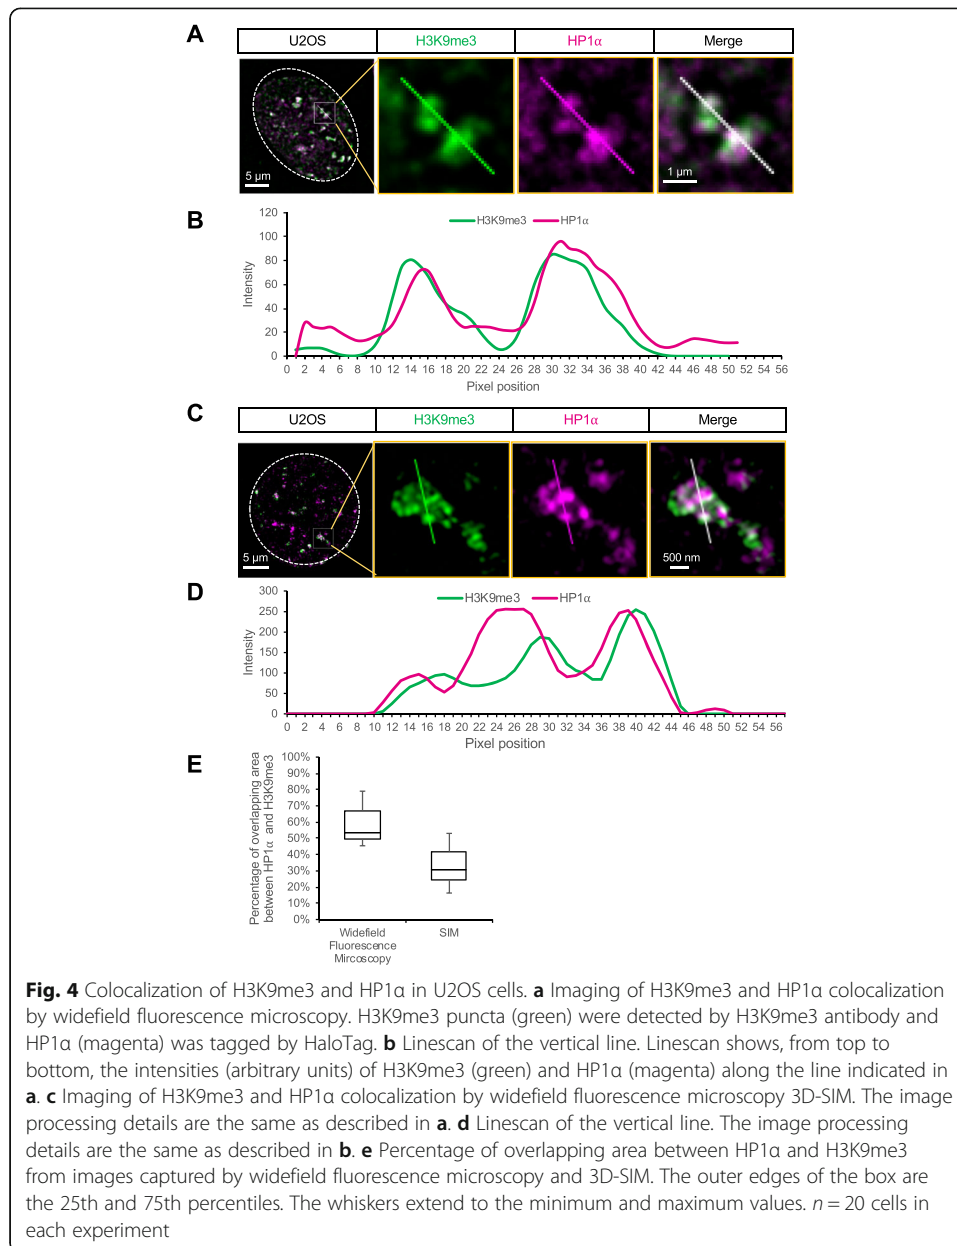 A
U2OS H3K9me3 HP1α Merge
5 µm
1 µm
B
H3K9me3 HP1α
120
100
80
60
40
20
0
Intensity
0 2 4 6 8 10 12 14 16 18 20 22 24 26 28 30 32 34 36 38 40 42 44 46 48 50 52 54 56
Pixel position
C
U2OS H3K9me3 HP1α Merge
5 µm
500 nm
D
H3K9me3 HP1α
300
250
200
150
100
50
0
Intensity
0 2 4 6 8 10 12 14 16 18 20 22 24 26 28 30 32 34 36 38 40 42 44 46 48 50 52 54 56
Pixel position
E
Percentage of overlapping area
between HP1α and H3K9me3
100%
90%
80%
70%
60%
50%
40%
30%
20%
10%
0%
Widefield
Fluorescence
Mircoscopy
SIM
Fig. 4 Colocalization of H3K9me3 and HP1α in U2OS cells. a Imaging of H3K9me3 and HP1α colocalization
by widefield fluorescence microscopy. H3K9me3 puncta (green) were detected by H3K9me3 antibody and
HP1α (magenta) was tagged by HaloTag. b Linescan of the vertical line. Linescan shows, from top to
bottom, the intensities (arbitrary units) of H3K9me3 (green) and HP1α (magenta) along the line indicated in
a. c Imaging of H3K9me3 and HP1α colocalization by widefield fluorescence microscopy 3D-SIM. The image
processing details are the same as described in a. d Linescan of the vertical line. The image processing
details are the same as described in b. e Percentage of overlapping area between HP1α and H3K9me3
from images captured by widefield fluorescence microscopy and 3D-SIM. The outer edges of the box are
the 25th and 75th percentiles. The whiskers extend to the minimum and maximum values. n = 20 cells in
each experiment